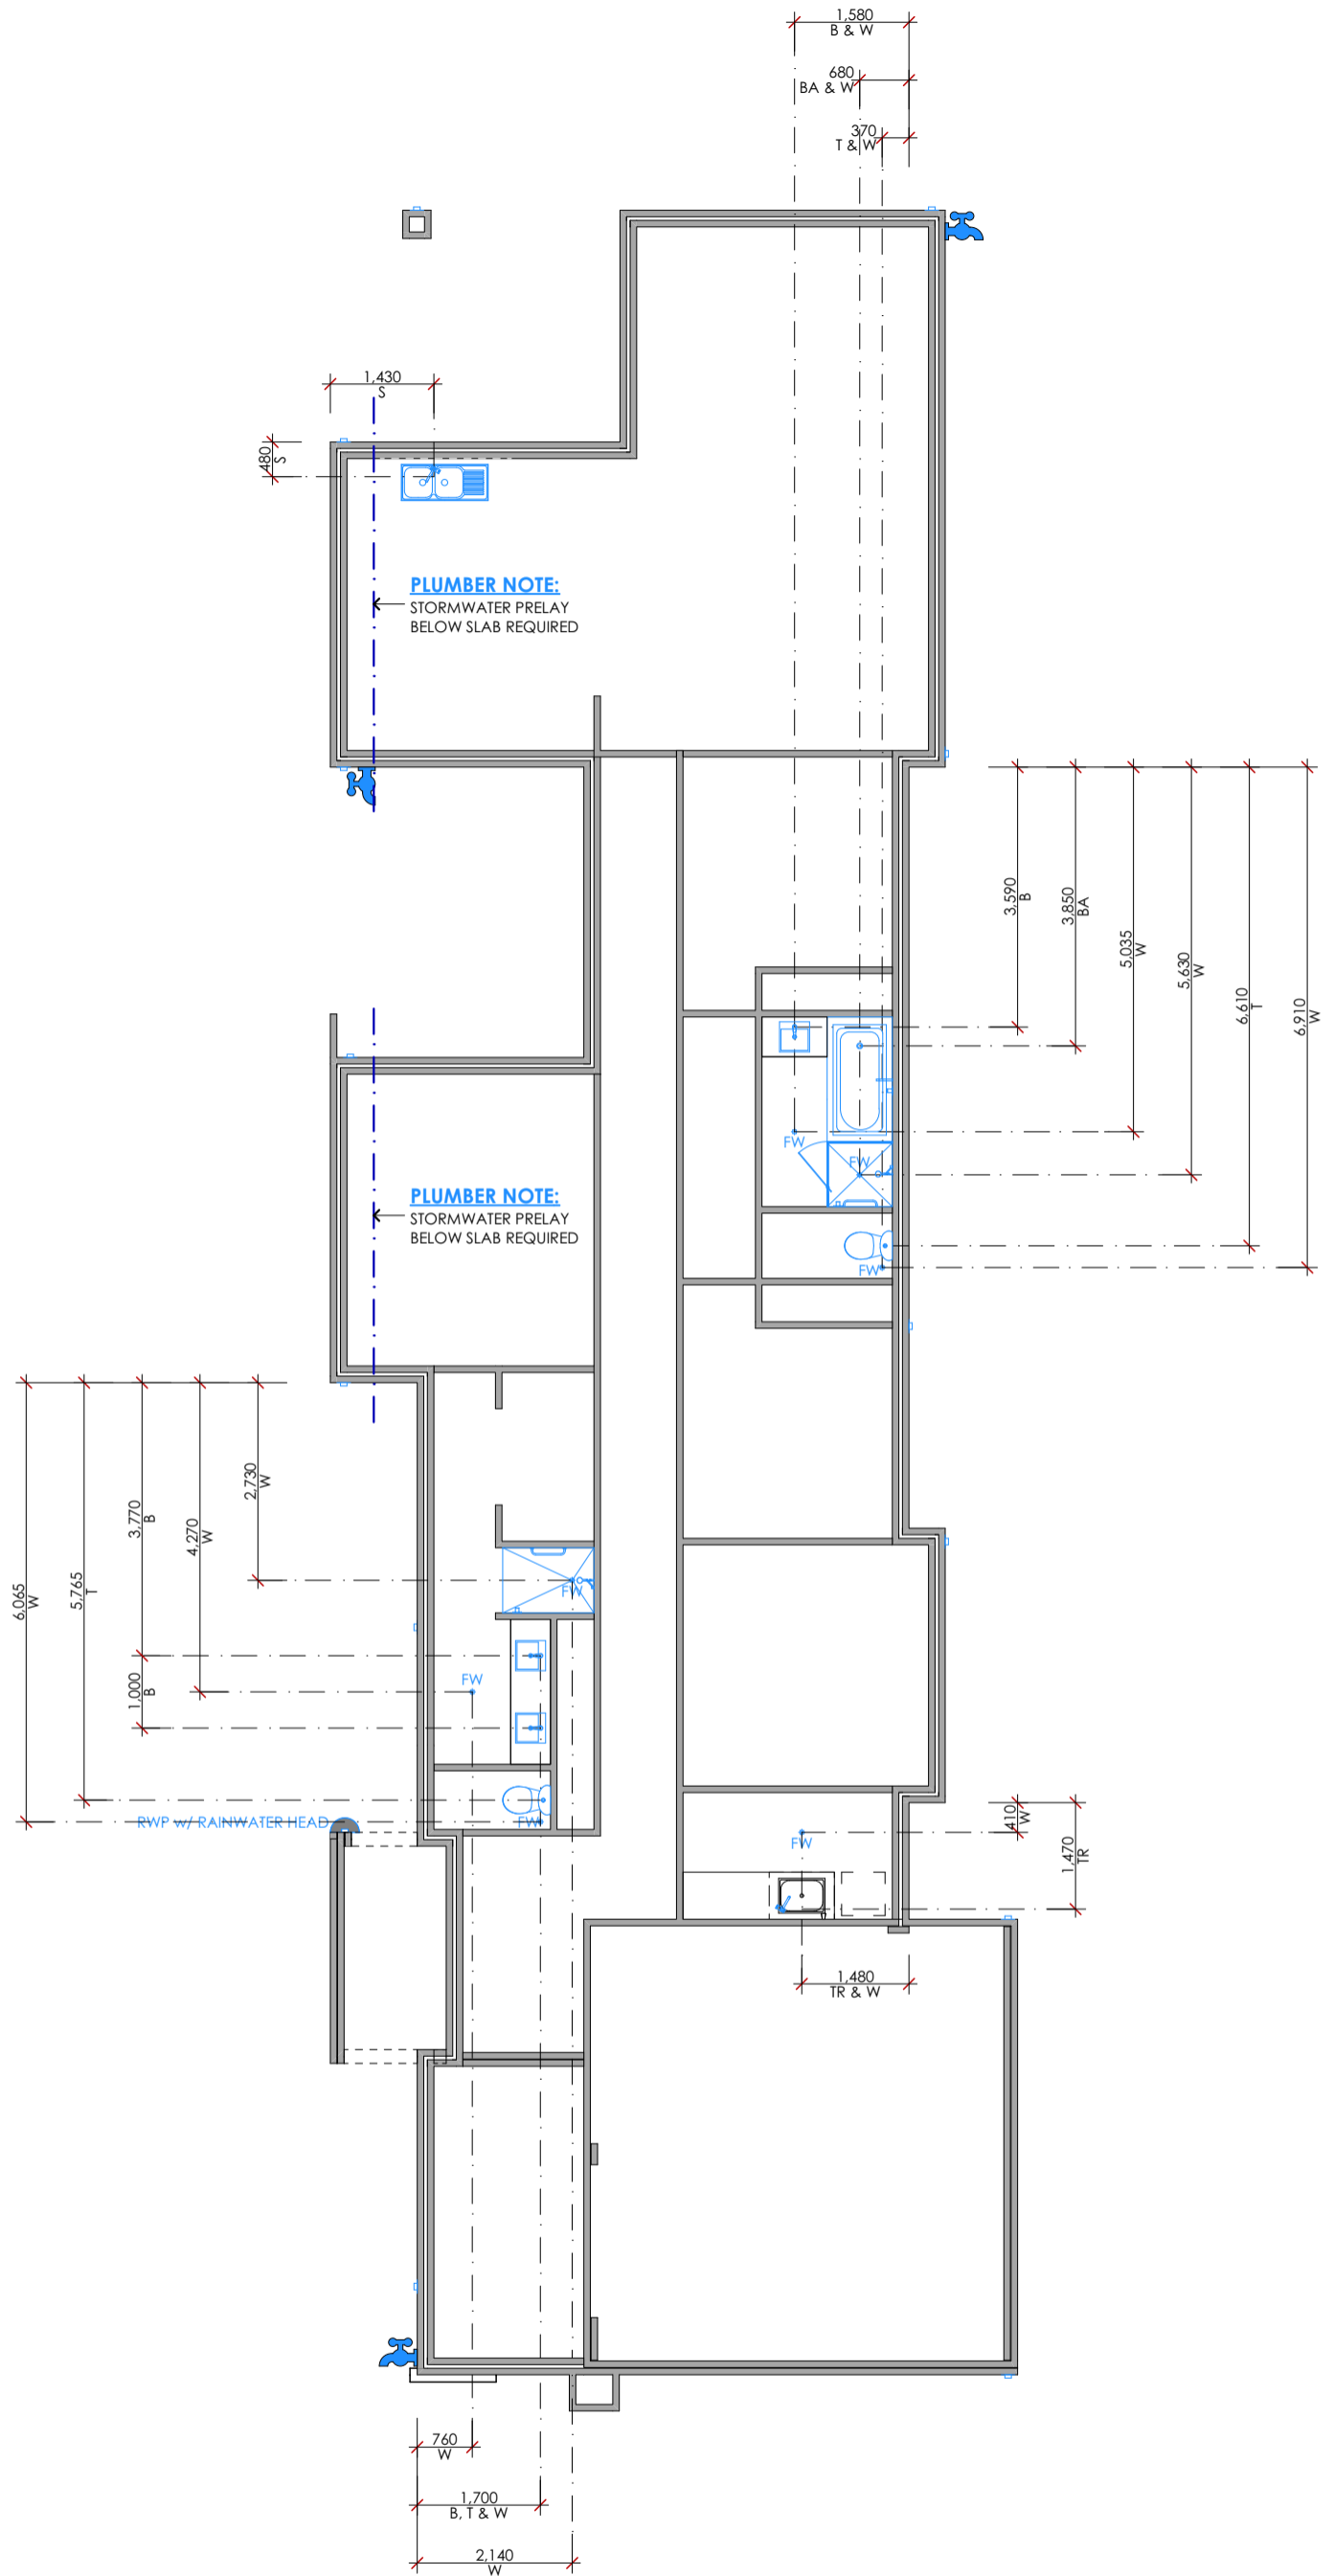 1,580
B & W
680
BA & W
370
T & W
1,430
S
480
S
PLUMBER NOTE:
STORMWATER PRELAY
BELOW SLAB REQUIRED
3,590
B
3,850
BA
5,035
W
5,630
W
6,610
T
6,910
W
FW
FW
PLUMBER NOTE:
STORMWATER PRELAY
BELOW SLAB REQUIRED
FW
6,065
W
5,765
T
3,770
B
1,000
B
4,270
W
2,730
W
FW
FW
RWP w/ RAINWATER HEAD
FW
FW
410
W
1,470
TR
1,480
TR & W
760
W
1,700
B, T & W
2,140
W